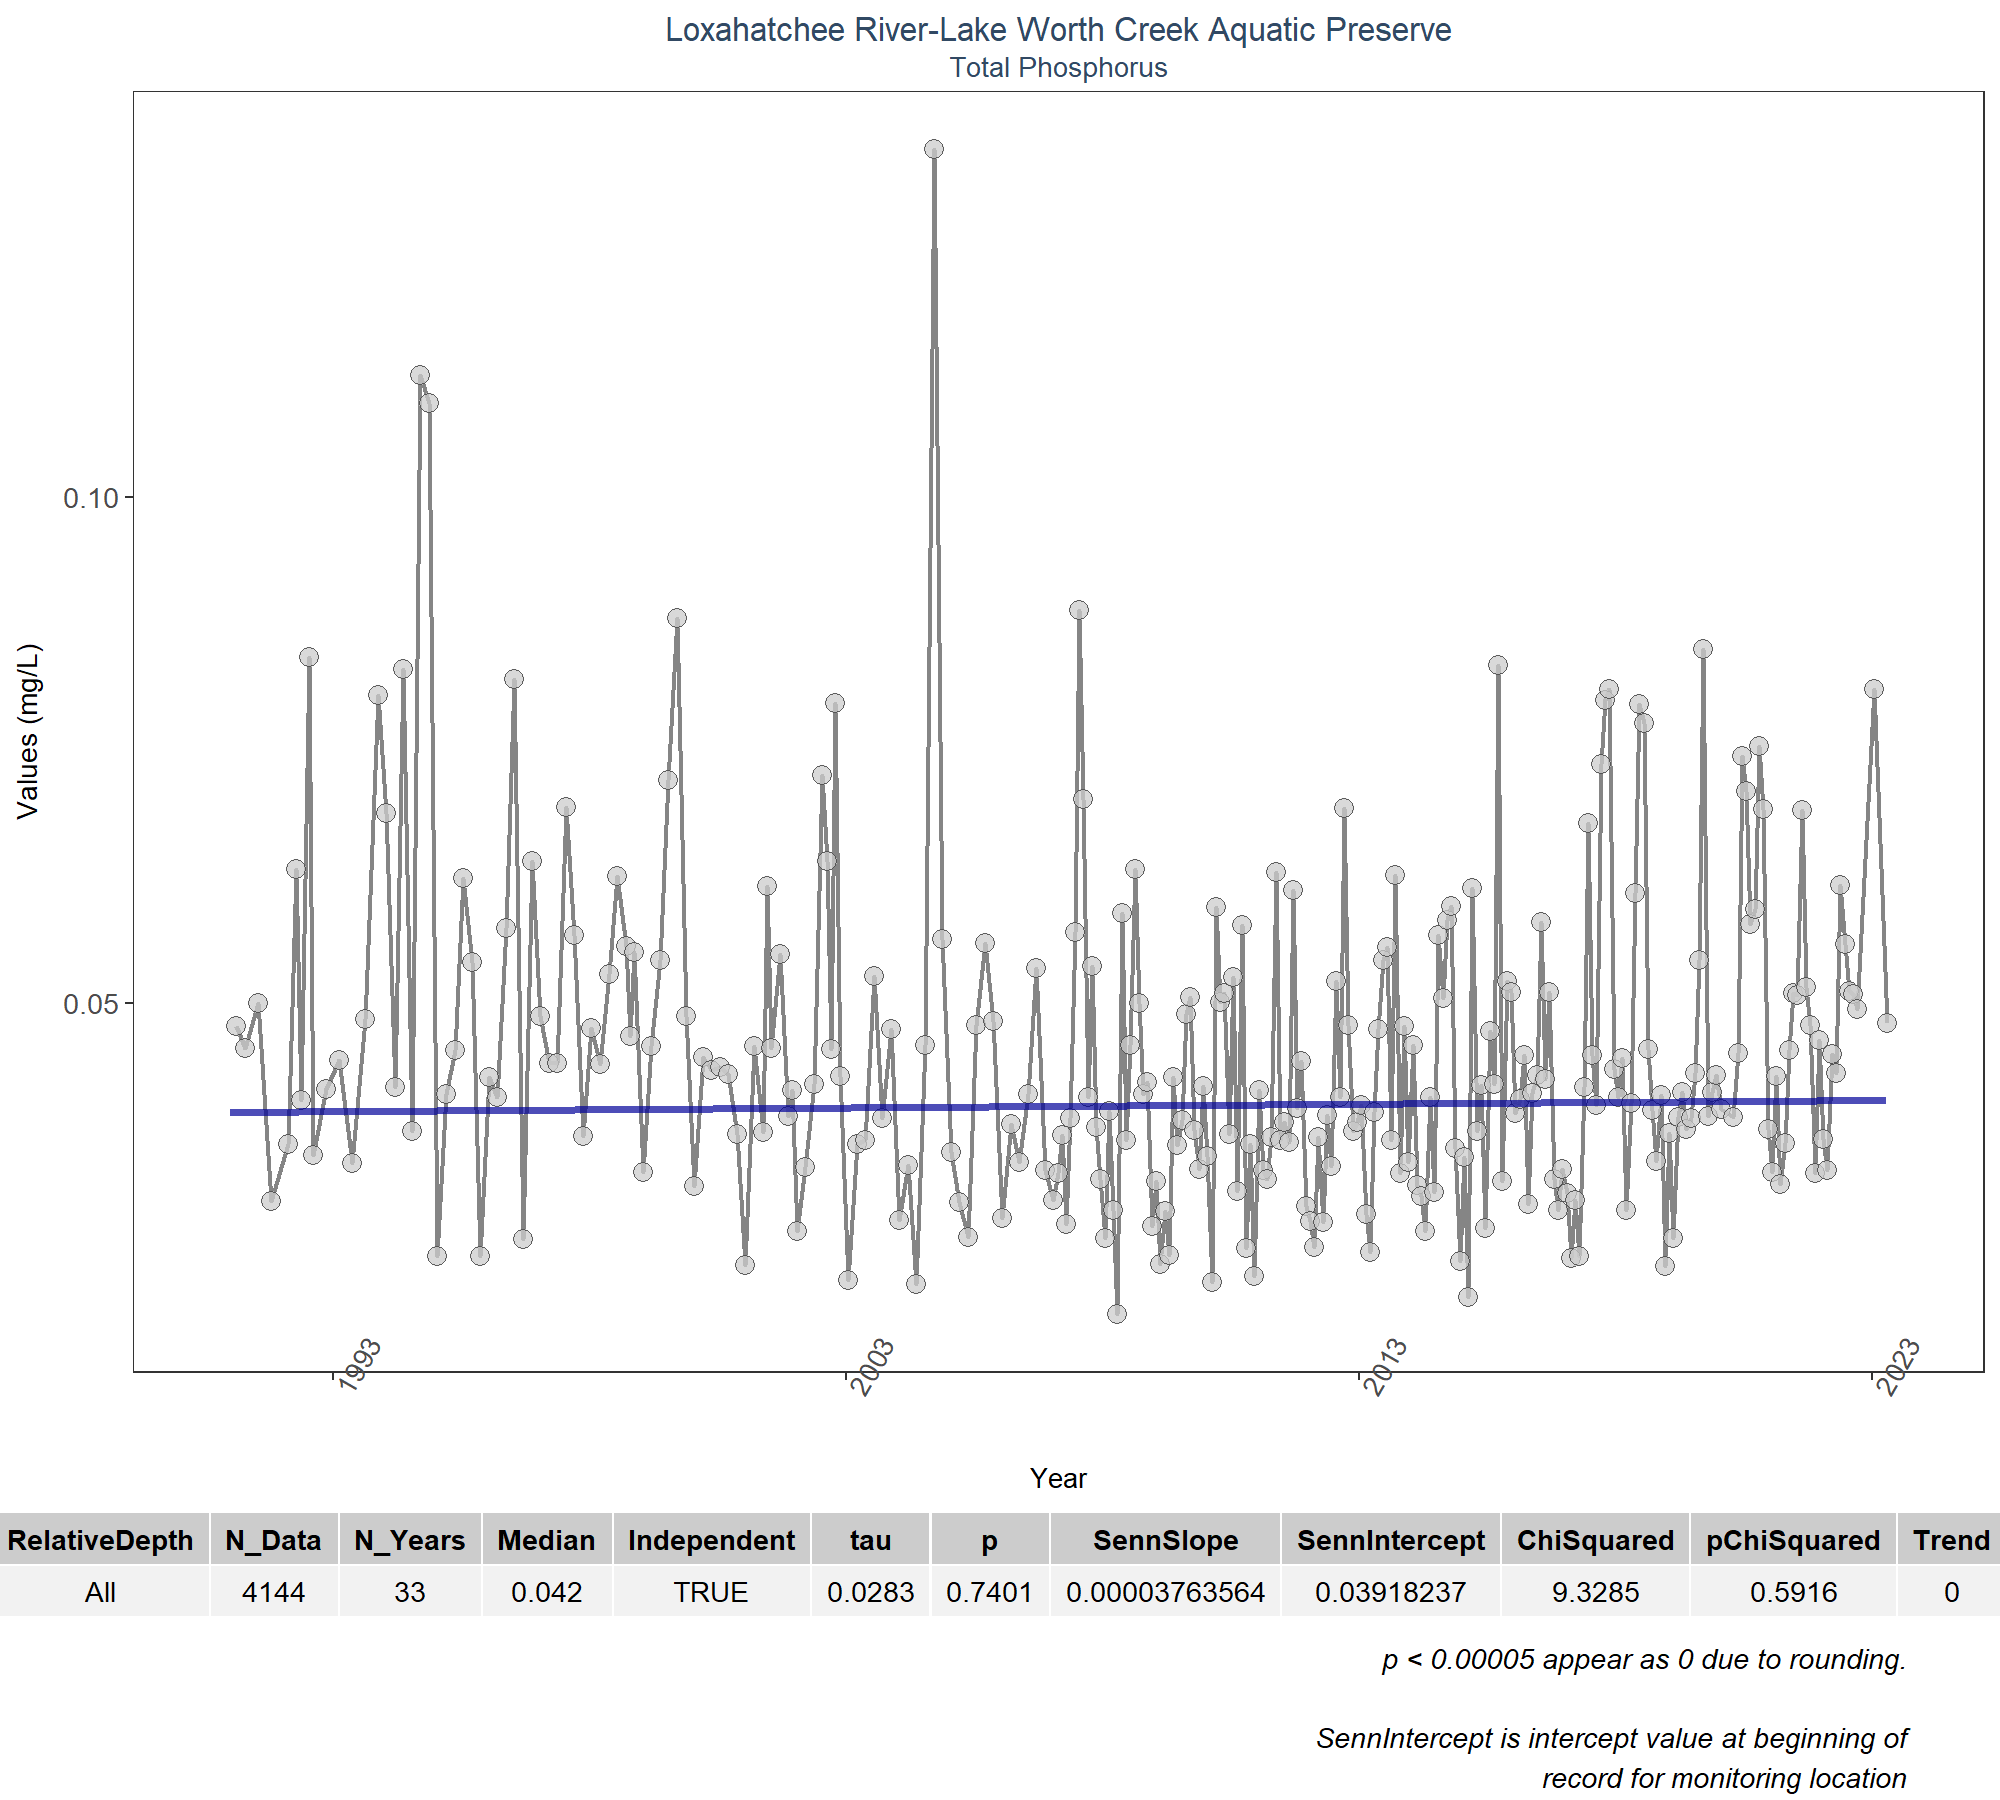 Loxahatchee River-Lake Worth Creek Aquatic Preserve
Total Phosphorus
Values (mg/L)
0.10
0.05
1993
2003
2013
2023
Year
RelativeDepth N_Data N_Years Median Independent tau p SennSlope SennIntercept ChiSquared pChiSquared Trend
All 4144 33 0.042 TRUE 0.0283 0.7401 0.00003763564 0.03918237 9.3285 0.5916 0
p < 0.00005 appear as 0 due to rounding.
SennIntercept is intercept value at beginning of
record for monitoring location